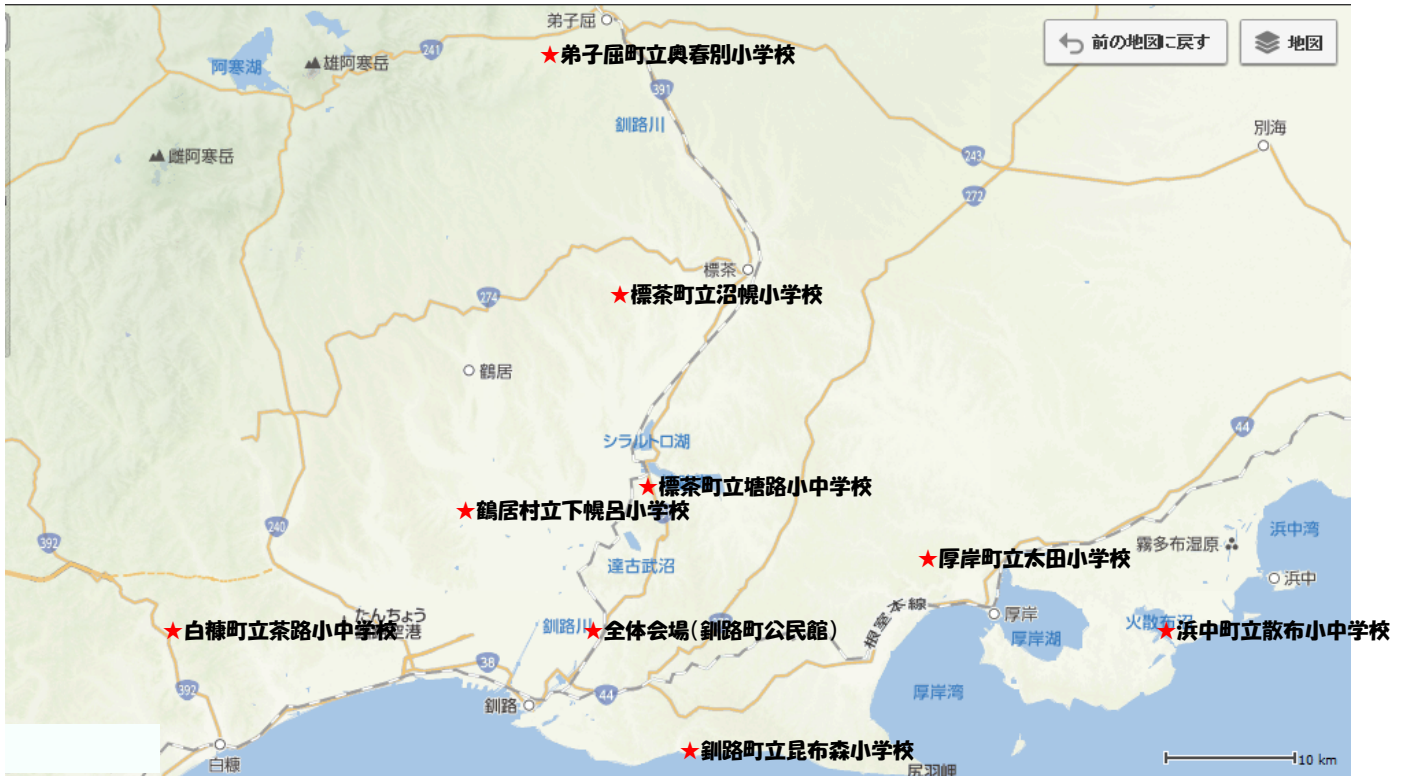 弟子屈
前の地図に戻す
地図
★弟子屈町立奥春別小学校
241
雄阿寒岳
阿寒湖
391
釧路川
別海
雌阿寒岳
243
272
標茶
★標茶町立沼幌小学校
274
鶴居
44
シラルトロ湖
★標茶町立塘路小中学校
★鶴居村立下幌呂小学校
240
392
浜中湾
霧多布湿原
★厚岸町立太田小学校
達古武沼
浜中
根室本線
厚岸
たんちょう
★白糠町立茶路小中学校
空港
釧路川
★全体会場(釧路町公民館)
火散布沼
★浜中町立散布小中学校
厚岸湖
38
392
44
厚岸湾
釧路
★釧路町立昆布森小学校
白糠
尻羽岬
10 km